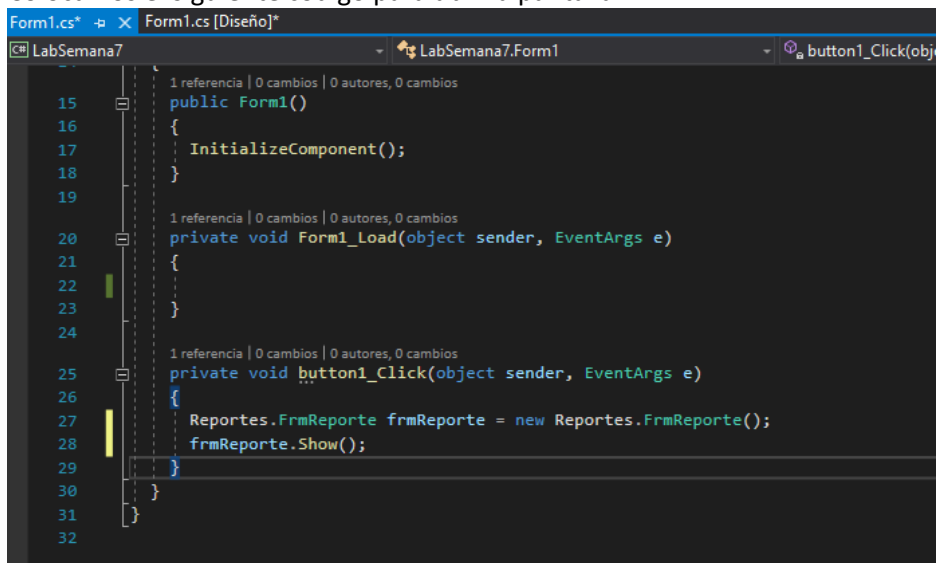 Form1.cs* Form1.cs [Diseño]*
C# LabSemana7 LabSemana7.Form1 button1_Click(obje
{
1 referencia | 0 cambios | 0 autores, 0 cambios
15 public Form1()
16 {
17 InitializeComponent();
18 }
19
1 referencia | 0 cambios | 0 autores, 0 cambios
20 private void Form1_Load(object sender, EventArgs e)
21 {
22
23 }
24
1 referencia | 0 cambios | 0 autores, 0 cambios
25 private void button1_Click(object sender, EventArgs e)
26 {
27 Reportes.FrmReporte frmReporte = new Reportes.FrmReporte();
28 frmReporte.Show();
29 }
30 }
31 }
32